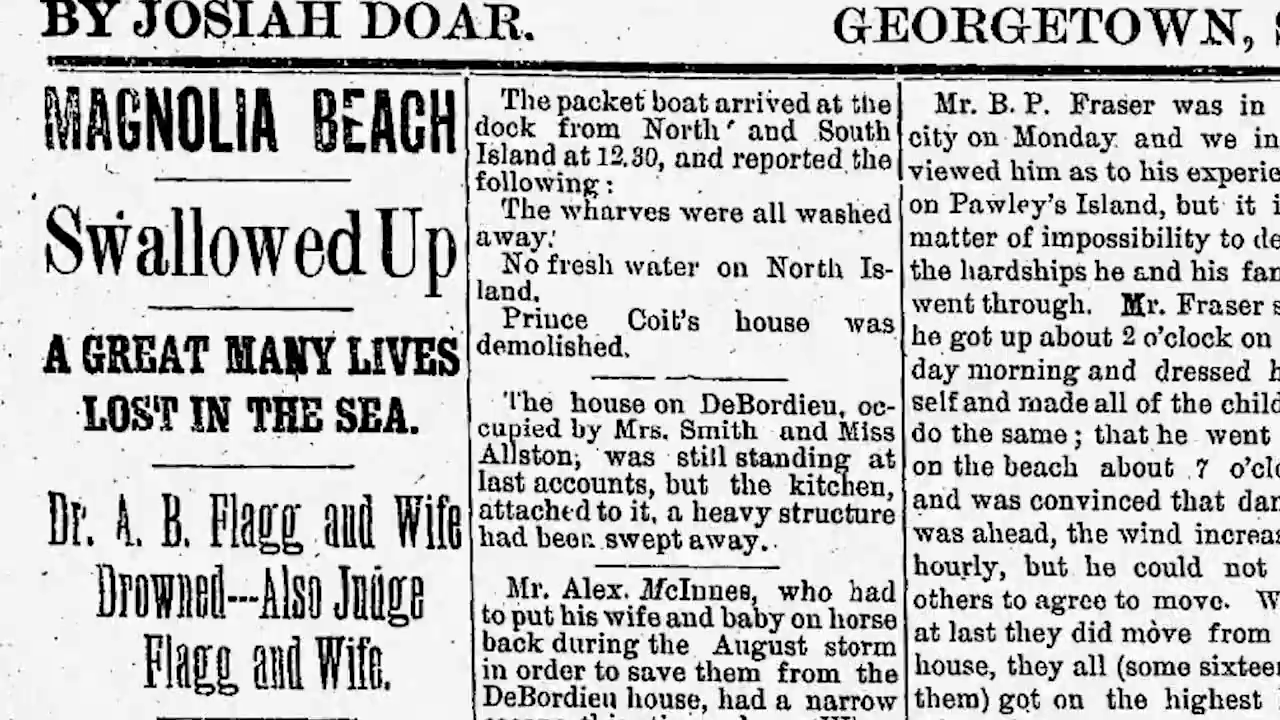 BY JOSIAH DOAR.
GEORGETOWN,
MAGNOLIA BEACH
Swallowed Up
A GREAT MANY LIVES
LOST IN THE SEA.
Dr. A. B. Flagg and Wife
Drowned---Also Judge
Flagg and Wife.
The packet boat arrived at the
dock from North and South
Island at 12.30, and reported the
following:
The wharves were all washed
away.
No fresh water on North Is-
land.
Prince Coit's house was
demolished.
The house on DeBordieu, oc-
cupied by Mrs. Smith and Miss
Allston, was still standing at
last accounts, but the kitchen,
attached to it, a heavy structure
had been swept away.
Mr. Alex. McInnes, who had
to put his wife and baby on horse
back during the August storm
in order to save them from the
DeBordieu house, had a narrow
Mr. B. P. Fraser was in
city on Monday and we in
viewed him as to his experie
on Pawley's Island, but it i
matter of impossibility to de
the hardships he and his fam
went through. Mr. Fraser s
he got up about 2 o'clock on
day morning and dressed h
self and made all of the child
do the same; that he went
on the beach about 7 o'clo
and was convinced that dan
was ahead, the wind increas
hourly, but he could not
others to agree to move. W
at last they did move from
house, they all (some sixteen
them) got on the highest